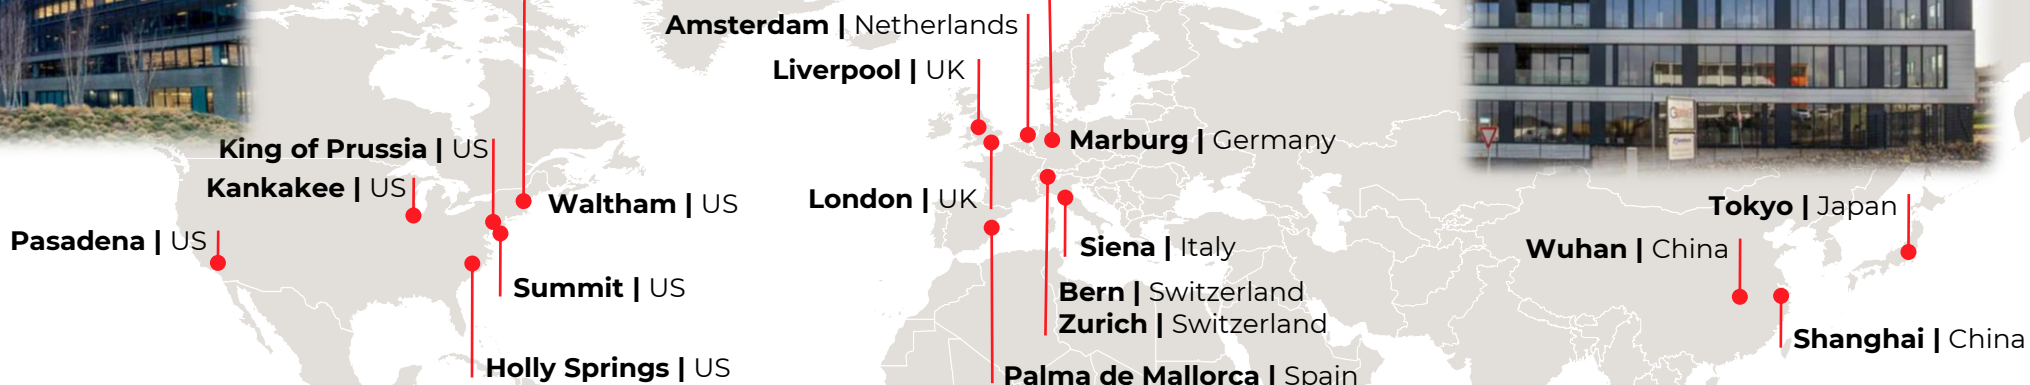 Amsterdam | Netherlands
Liverpool | UK
King of Prussia | US
Marburg | Germany
Kankakee | US
Waltham | US
London | UK
Tokyo | Japan
Pasadena | US
Siena | Italy
Wuhan | China
Summit | US
Bern | Switzerland
Zurich | Switzerland
Shanghai | China
Holly Springs | US
Palma de Mallorca | Spain